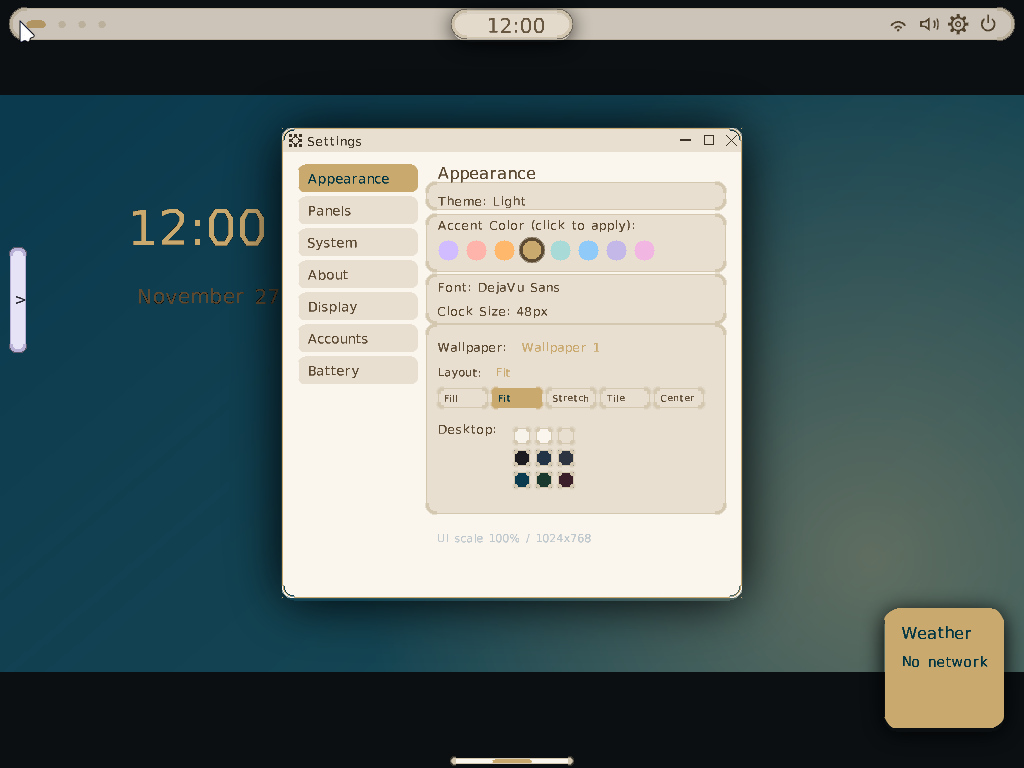 12:00
Settings
Appearance
Panels
System
About
Display
Accounts
Battery
Appearance
Theme: Light
Accent Color (click to apply):
Font: DejaVu Sans
Clock Size: 48px
Wallpaper: Wallpaper 1
Layout: Fit
Fill Fit Stretch Tile Center
Desktop:
UI scale 100% / 1024x768
12:00
November 27
>
Weather
No network